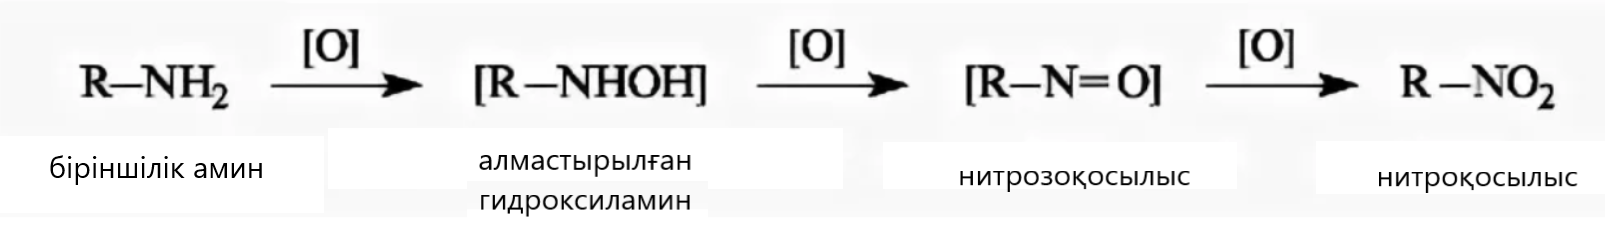 [O] [O] [O]
R–NH₂ [R–NHOH] [R–N=O] R–NO₂
біріншілік амин алмастырылған нитрозоқосылыс нитроқосылыс
гидроксиламин